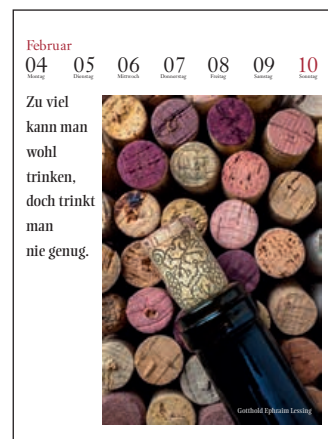 Februar
04 05 06 07 08 09 10
Montag Dienstag Mittwoch Donnerstag Freitag Samstag Sonntag
Zu viel
kann man
wohl
trinken,
doch trinkt
man
nie genug.
Gotthold Ephraim Lessing